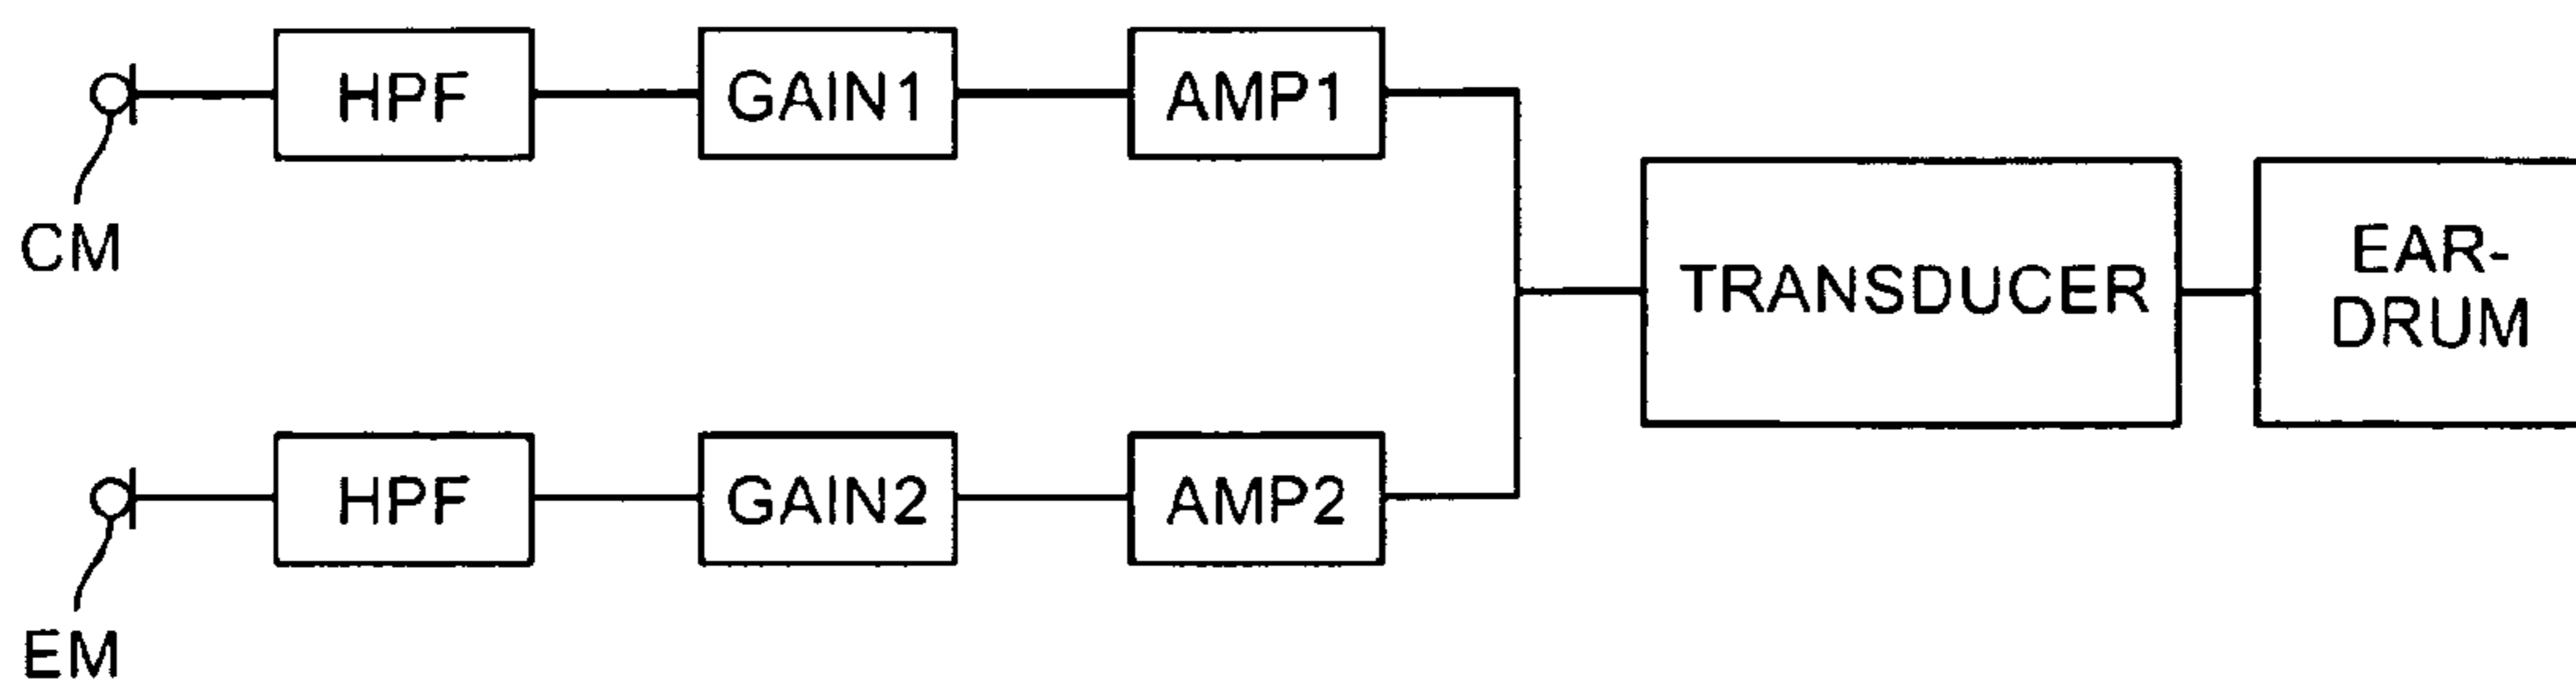 HPF
GAIN1
AMP1
CM
TRANSDUCER
EAR-
DRUM
HPF
GAIN2
AMP2
EM